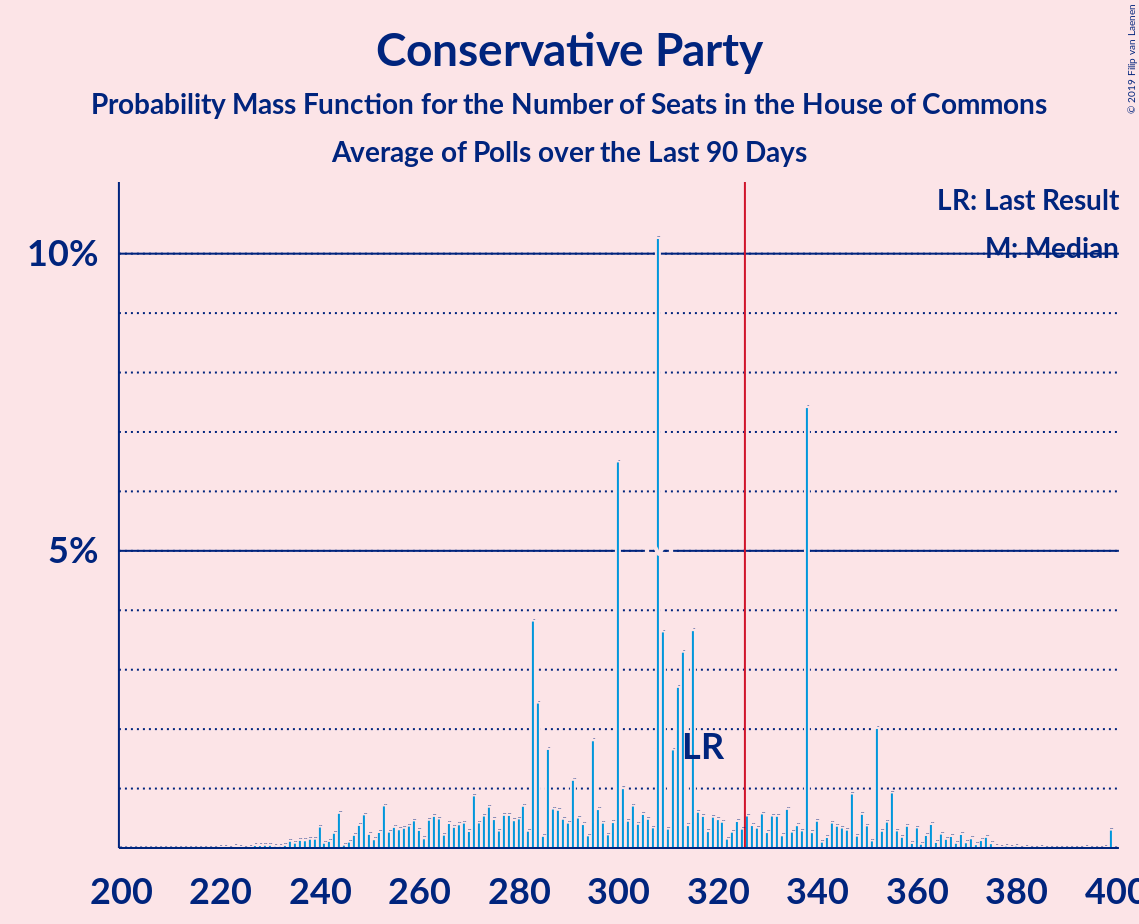 Conservative Party
Probability Mass Function for the Number of Seats in the House of Commons
Average of Polls over the Last 90 Days
© 2019 Filip van Laenen
LR: Last Result
M: Median
10%
5%
LR
200 220 240 260 280 300 320 340 360 380 400